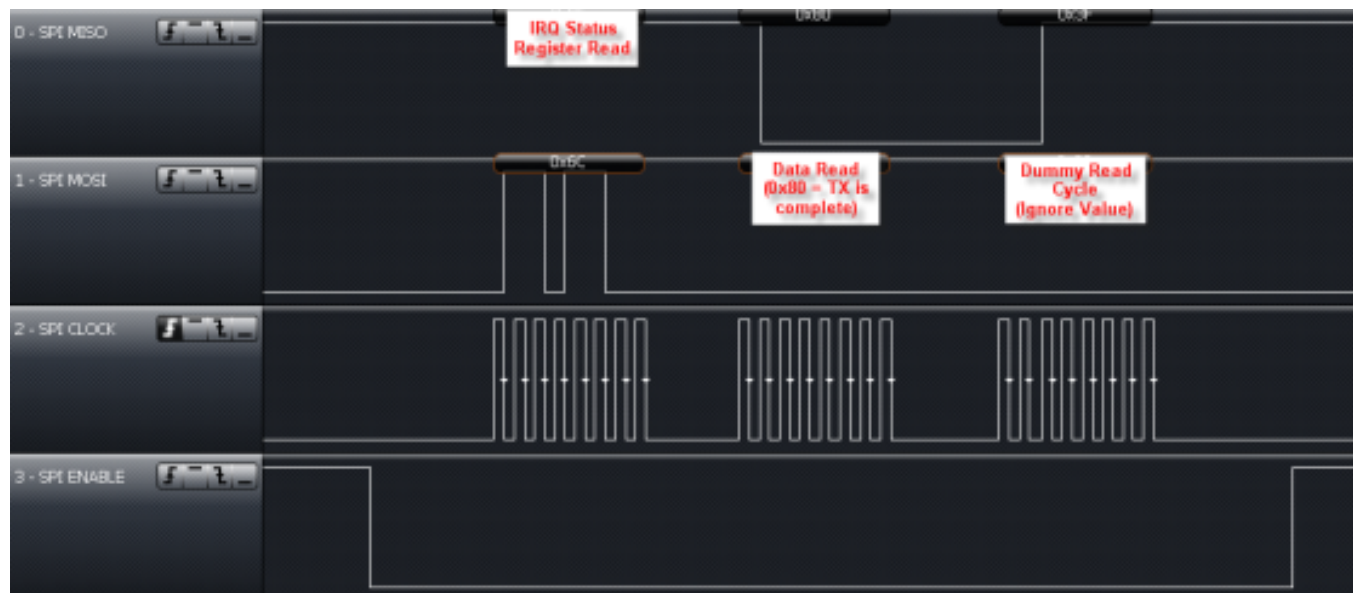 0 - SPI MISO
IRQ Status
Register Read
0x80
0x3F
1 - SPI MOSI
0x6C
Data Read
(0x80 = TX is
complete)
Dummy Read
Cycle
(Ignore Value)
2 - SPI CLOCK
3 - SPI ENABLE